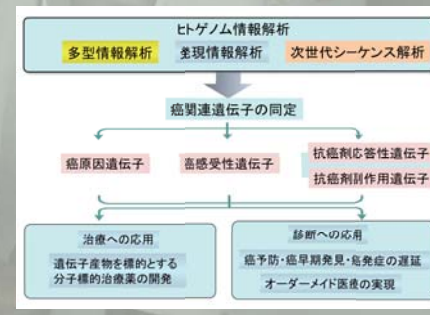 ヒトゲノム情報解析
多型情報解析 発現情報解析 次世代シーケンス解析
癌関連遺伝子の同定
癌原因遺伝子 癌感受性遺伝子 抗癌剤応答性遺伝子
抗癌剤副作用遺伝子
治療への応用
遺伝子産物を標的とする
分子標的治療薬の開発
診断への応用
癌予防・癌早期発見・癌発症の遅延
オーダーメイド医療の実現